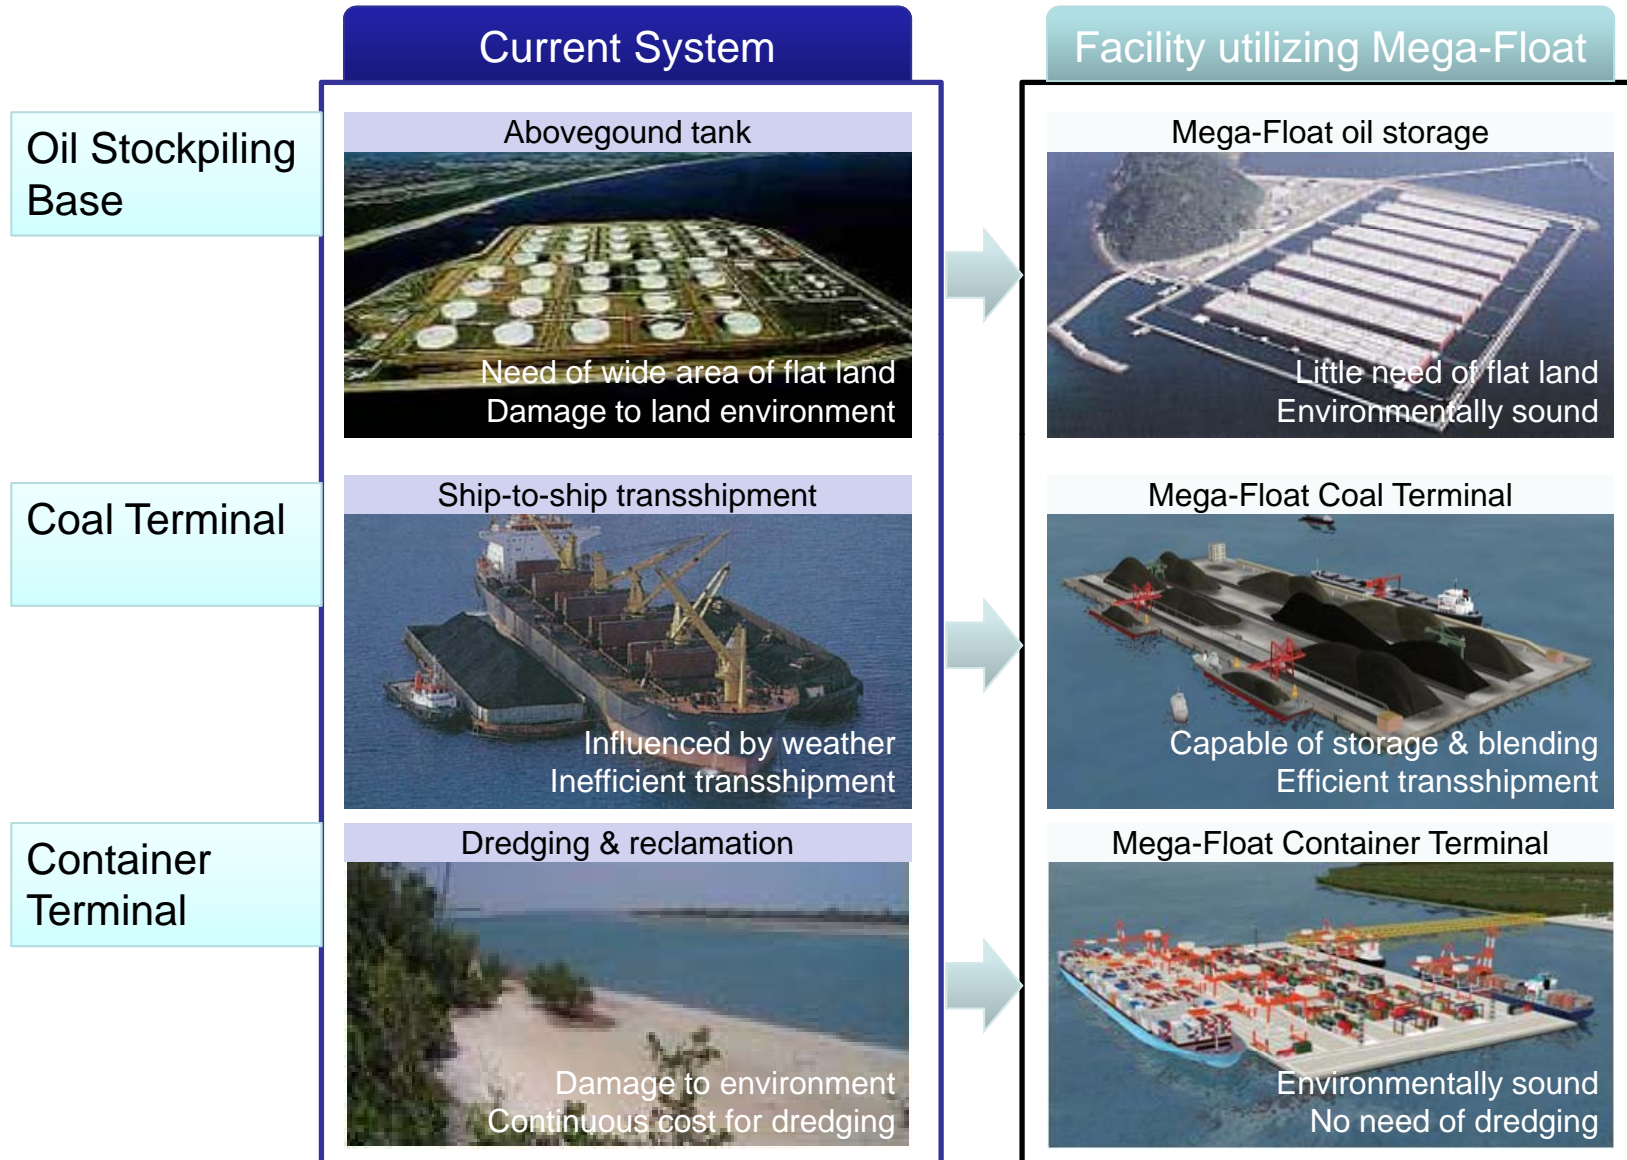 Current System
Facility utilizing Mega-Float
Oil Stockpiling
Base
Abovegound tank
Need of wide area of flat land
Damage to land environment
Mega-Float oil storage
Little need of flat land
Environmentally sound
Coal Terminal
Ship-to-ship transshipment
Influenced by weather
Inefficient transshipment
Mega-Float Coal Terminal
Capable of storage & blending
Efficient transshipment
Container
Terminal
Dredging & reclamation
Damage to environment
Continuous cost for dredging
Mega-Float Container Terminal
Environmentally sound
No need of dredging